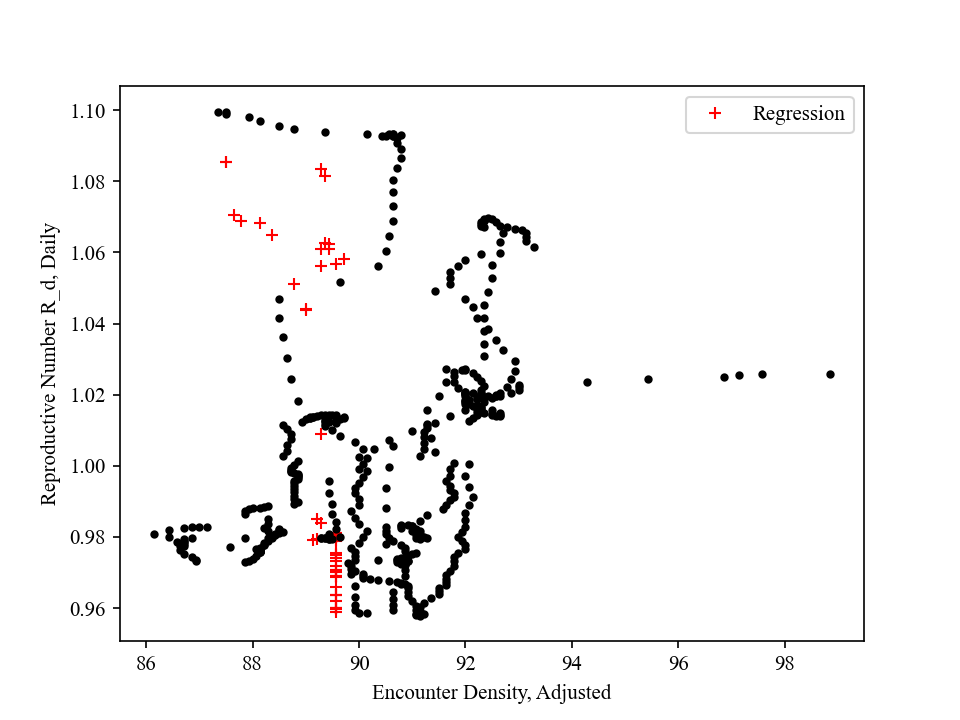 Regression
1.10
1.08
1.06
1.04
1.02
1.00
0.98
0.96
Reproductive Number R_d, Daily
86 88 90 92 94 96 98
Encounter Density, Adjusted